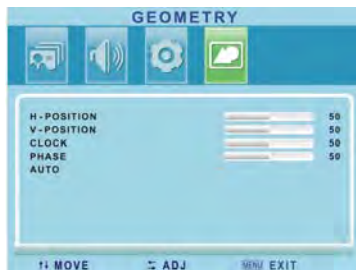 GEOMETRY
H-POSITION 50
V-POSITION 50
CLOCK 50
PHASE 50
AUTO
↑↓ MOVE ⇆ ADJ MENU EXIT